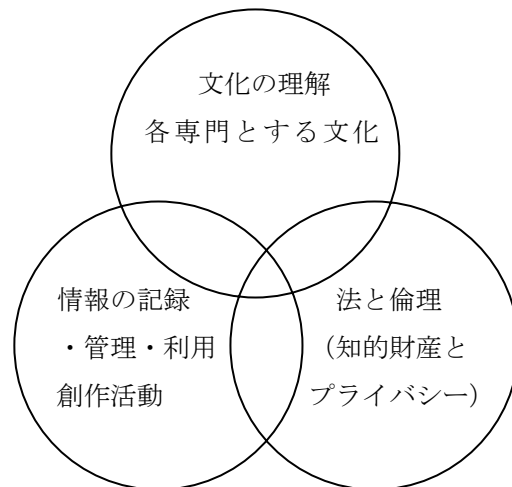 文化の理解
各専門とする文化
情報の記録
・管理・利用
創作活動
法と倫理
（知的財産と
プライバシー）